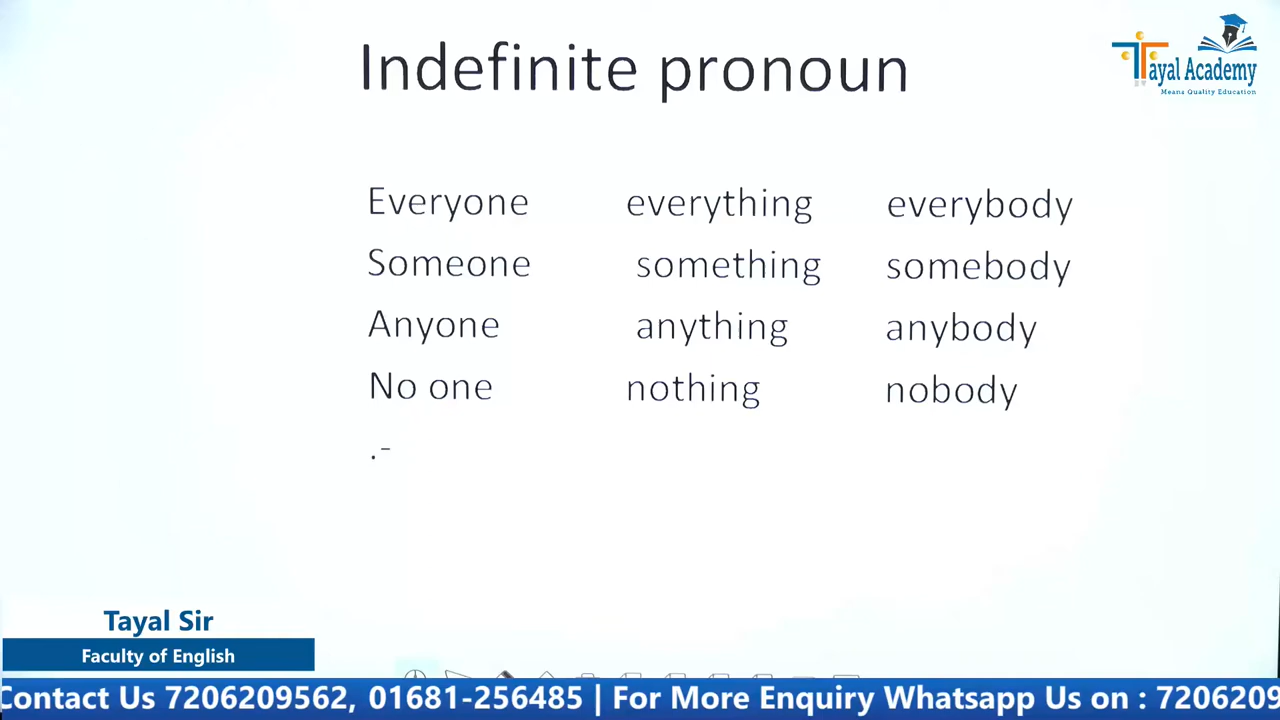 Indefinite pronoun
Tayal Academy
Means Quality Education
Everyone everything everybody
Someone something somebody
Anyone anything anybody
No one nothing nobody
.-
Tayal Sir
Faculty of English
Contact Us 7206209562, 01681-256485 | For More Enquiry Whatsapp Us on : 7206209